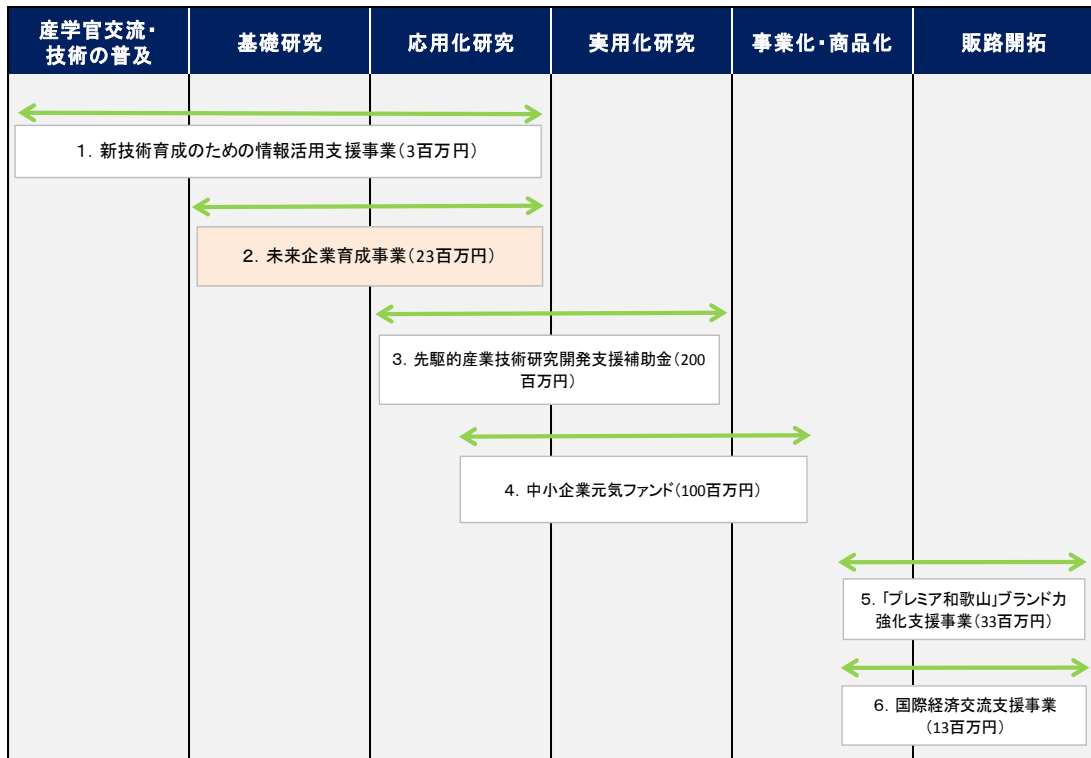 産学官交流・
技術の普及
基礎研究
応用化研究
実用化研究
事業化・商品化
販路開拓
1．新技術育成のための情報活用支援事業（3百万円）
2．未来企業育成事業（23百万円）
3．先駆的産業技術研究開発支援補助金（200
百万円）
4．中小企業元気ファンド（100百万円）
5．「プレミア和歌山」ブランド力
強化支援事業（33百万円）
6．国際経済交流支援事業
（13百万円）